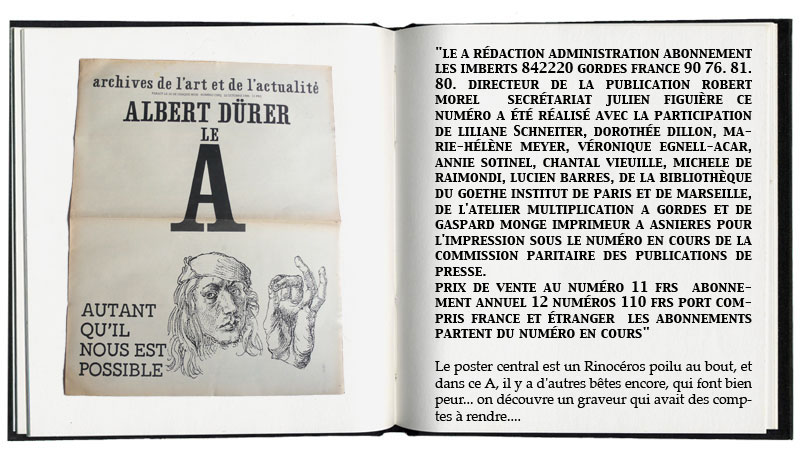 archives de l'art et de l'actualité
ALBERT DÜRER
LE
A
AUTANT
QU'IL
NOUS EST
POSSIBLE
"LE A RÉDACTION ADMINISTRATION ABONNEMENT
LES IMBERTS 842220 GORDES FRANCE 90 76. 81.
80. DIRECTEUR DE LA PUBLICATION ROBERT
MOREL SECRÉTARIAT JULIEN FIGUIÈRE CE
NUMÉRO A ÉTÉ RÉALISÉ AVEC LA PARTICIPATION
DE LILIANE SCHNEITER, DOROTHÉE DILLON, MA-
RIE-HÉLÈNE MEYER, VÉRONIQUE EGNELL-ACAR,
ANNIE SOTINEL, CHANTAL VIEUILLE, MICHELE DE
RAIMONDI, LUCIEN BARRES, DE LA BIBLIOTHÈQUE
DU GOETHE INSTITUT DE PARIS ET DE MARSEILLE,
DE L'ATELIER MULTIPLICATION A GORDES ET DE
GASPARD MONGE IMPRIMEUR A ASNIERES POUR
L'IMPRESSION SOUS LE NUMÉRO EN COURS DE LA
COMMISSION PARITAIRE DES PUBLICATIONS DE
PRESSE.
PRIX DE VENTE AU NUMÉRO 11 FRS ABONNE-
MENT ANNUEL 12 NUMÉROS 110 FRS PORT COM-
PRIS FRANCE ET ÉTRANGER LES ABONNEMENTS
PARTENT DU NUMÉRO EN COURS"
Le poster central est un Rinocéros poilu au bout, et
dans ce A, il y a d'autres bêtes encore, qui font bien
peur... on découvre un graveur qui avait des comp-
tes à rendre....